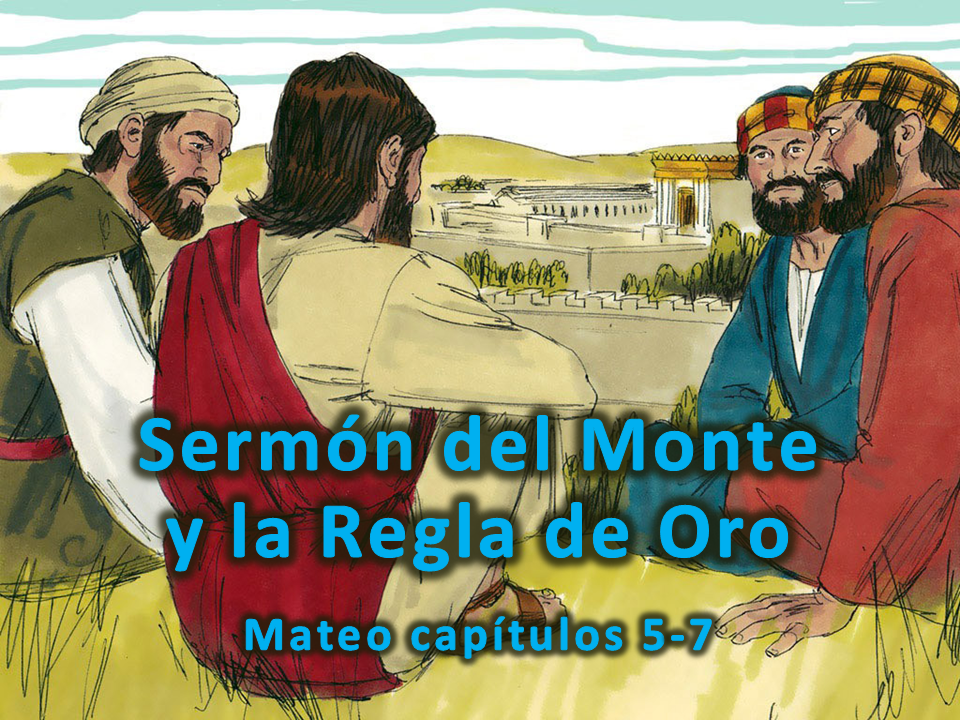 Sermón del Monte
y la Regla de Oro
Mateo capítulos 5-7